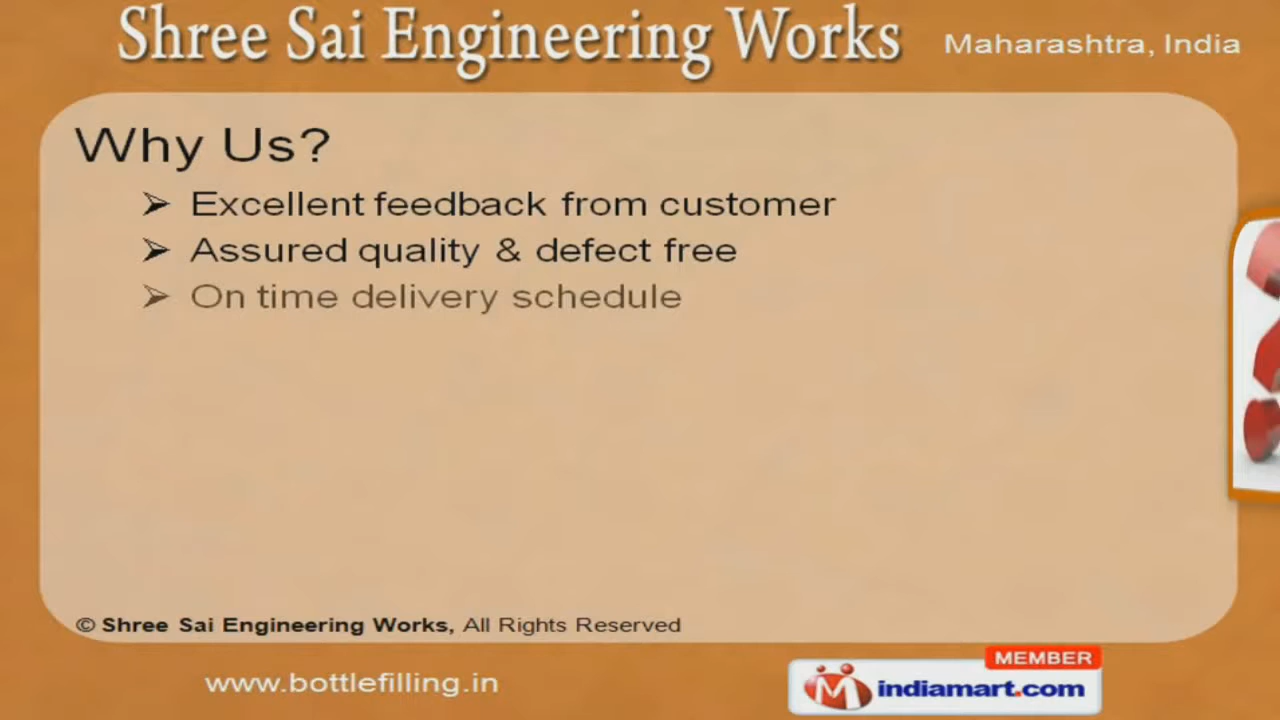 Shree Sai Engineering Works
Maharashtra, India
Why Us?
➢ Excellent feedback from customer
➢ Assured quality & defect free
➢ On time delivery schedule
© Shree Sai Engineering Works, All Rights Reserved
www.bottlefilling.in
MEMBER
indiamart.com